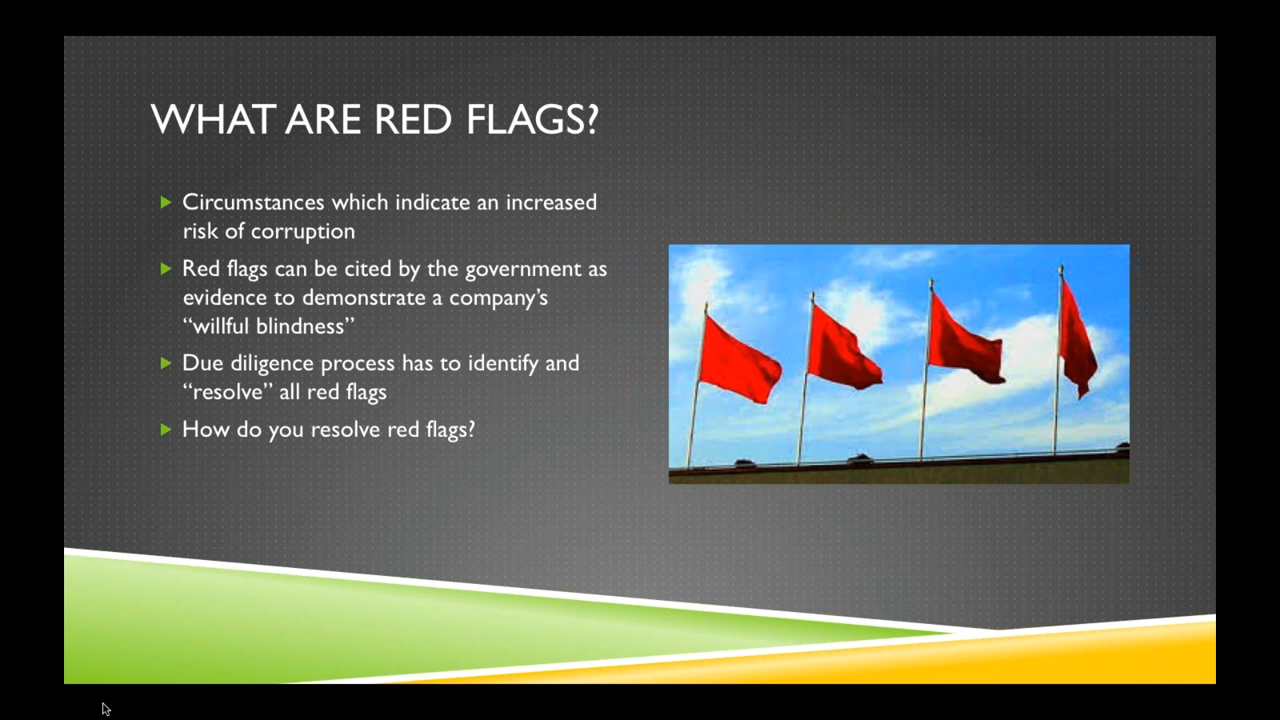 WHAT ARE RED FLAGS?
Circumstances which indicate an increased
risk of corruption
Red flags can be cited by the government as
evidence to demonstrate a company’s
“willful blindness”
Due diligence process has to identify and
“resolve” all red flags
How do you resolve red flags?